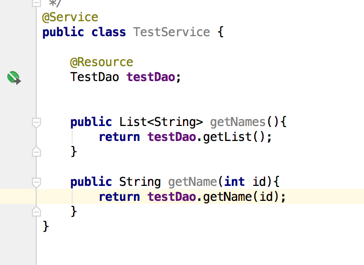 */
@Service
public class TestService {
@Resource
TestDao testDao;
public List<String> getNames(){
return testDao.getList();
}
public String getName(int id){
return testDao.getName(id);
}
}